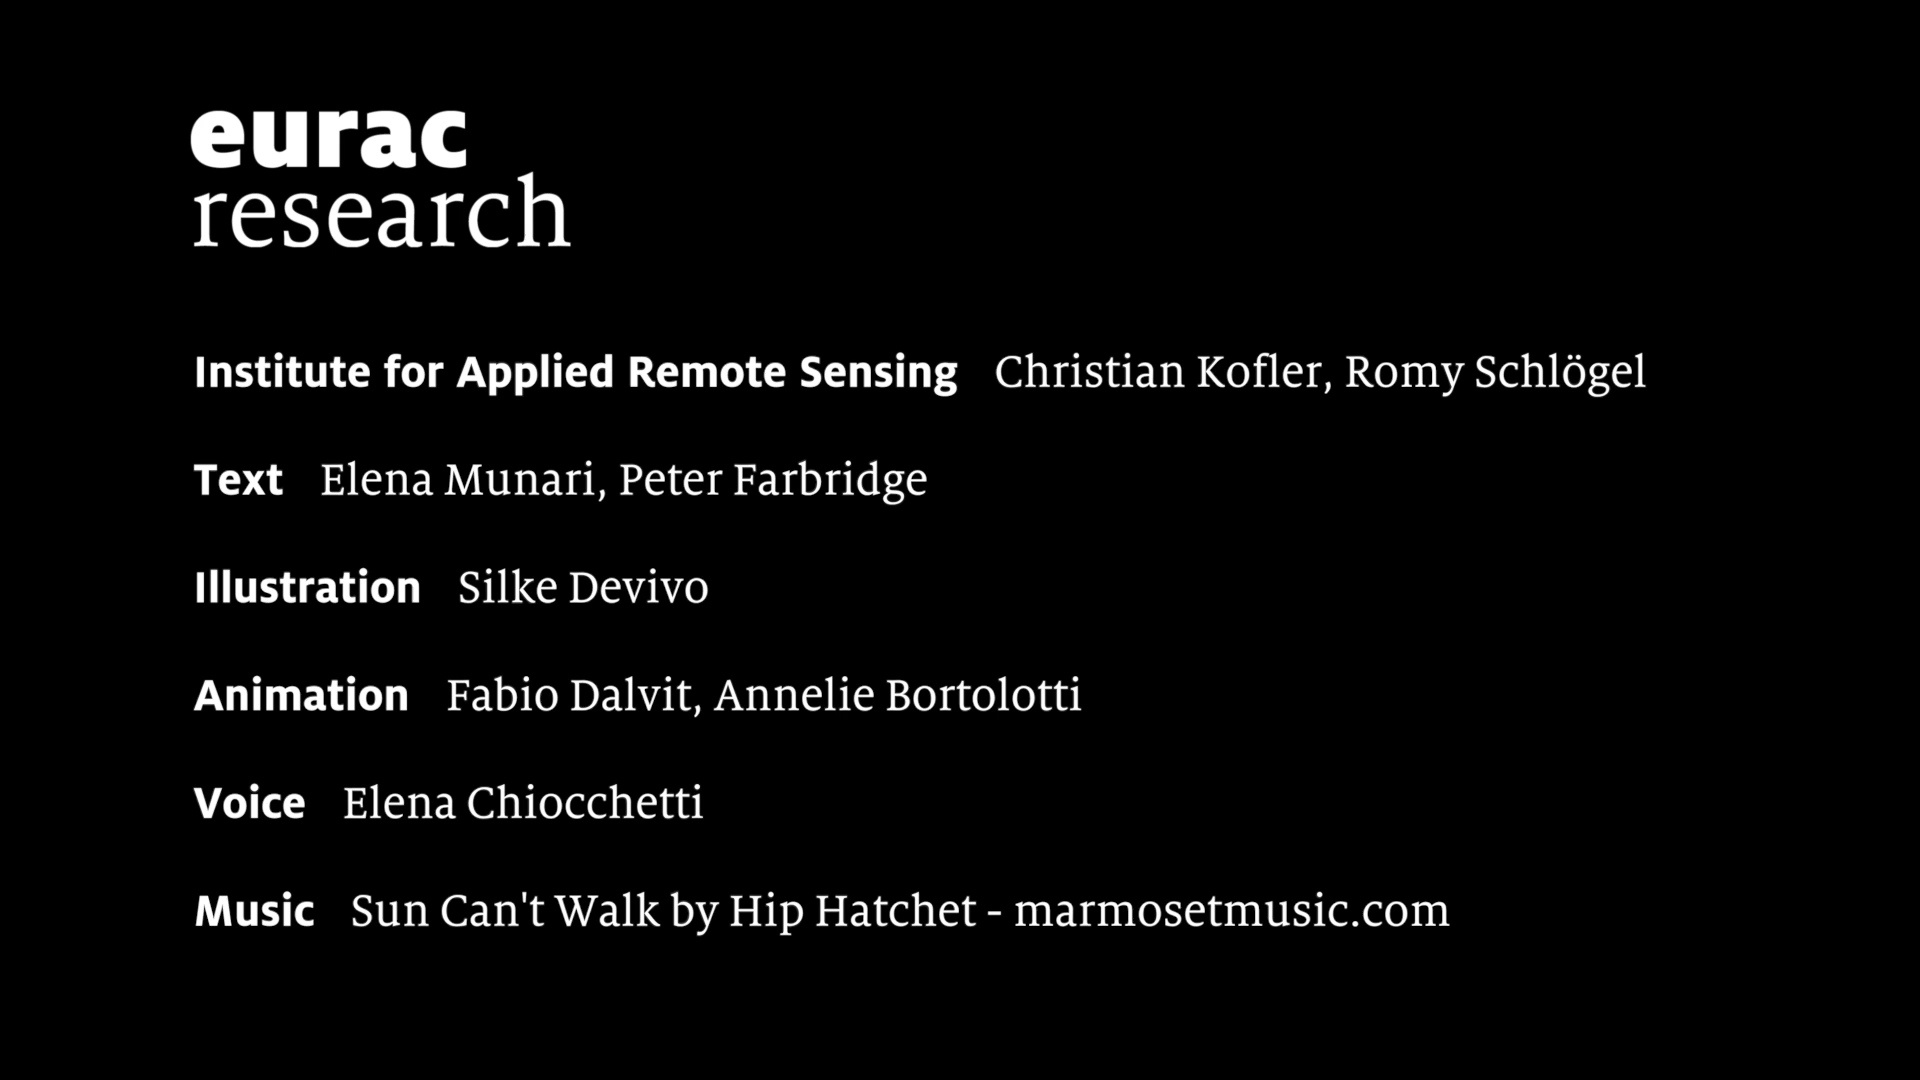 eurac
research
Institute for Applied Remote Sensing Christian Kofler, Romy Schlögel
Text Elena Munari, Peter Farbridge
Illustration Silke Devivo
Animation Fabio Dalvit, Annelie Bortolotti
Voice Elena Chiocchetti
Music Sun Can't Walk by Hip Hatchet - marmosetmusic.com